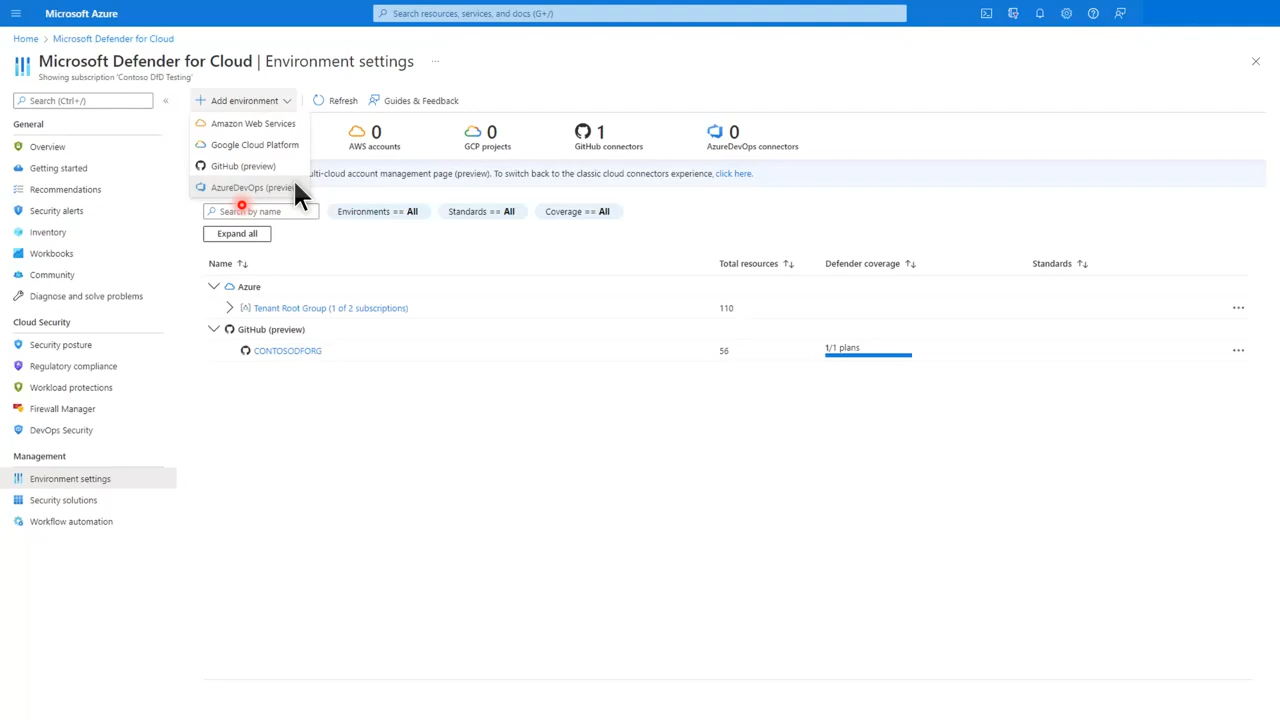 Microsoft Azure
Search resources, services, and docs (G+/)
Home > Microsoft Defender for Cloud
Microsoft Defender for Cloud | Environment settings ...
Showing subscription 'Contoso DfD Testing'
Search (Ctrl+/)
«
Add environment
Refresh
Guides & Feedback
General
Overview
Getting started
Recommendations
Security alerts
Inventory
Workbooks
Community
Diagnose and solve problems
Cloud Security
Security posture
Regulatory compliance
Workload protections
Firewall Manager
DevOps Security
Management
Environment settings
Security solutions
Workflow automation
Amazon Web Services
Google Cloud Platform
GitHub (preview)
AzureDevOps
0
AWS accounts
0
GCP projects
1
GitHub connectors
0
AzureDevOps connectors
account management page (preview). To switch back to the classic cloud connectors experience, click here.
Search by name
Environments == All
Standards == All
Coverage == All
Expand all
Name
Total resources
Defender coverage
Standards
Azure
Tenant Root Group (1 of 2 subscriptions)
110
...
GitHub (preview)
CONTOSODFORG
56
1/1 plans
...